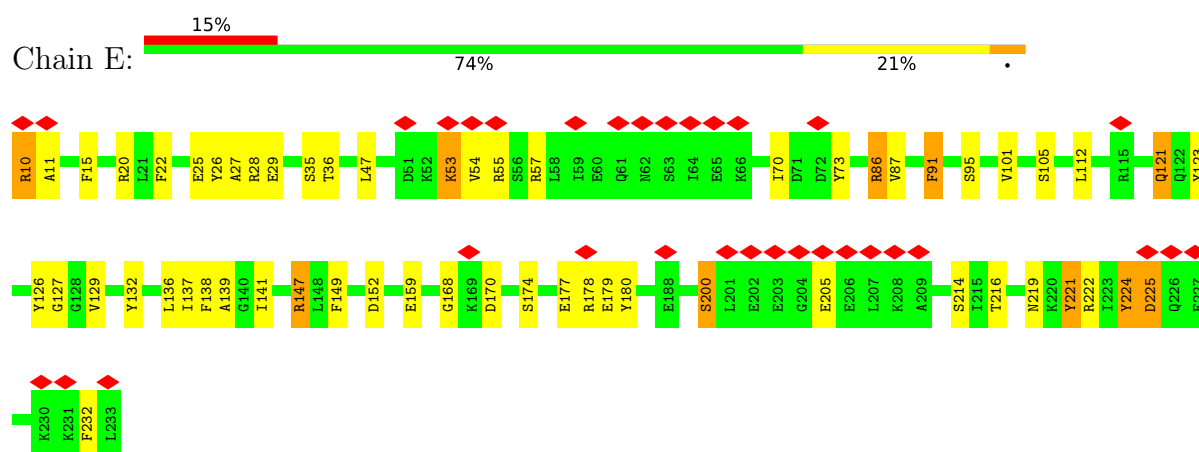 15%
Chain E:
74% 21% •
R10 A11 F15 R20 L21 F22 E25 Y26 A27 R28 E29 S35 T36 L47 D51 K52 K53 V54 R55 S56 R57 L58 I59 E60 Q61 N62 S63 I64 E65 K66 I70 D71 D72 Y73 R86 V87 F91 S95 V101 S105 L112 R115 Q121 Q122 Y123
Y126 G127 G128 V129 Y132 L136 I137 F138 A139 G140 I141 R147 L148 F149 D152 E159 G168 K169 D170 S174 E177 R178 E179 Y180 E188 S200 L201 E202 E203 G204 E205 E206 L207 K208 A209 S214 I215 T216 N219 K220 Y221 R222 I223 Y224 D225 Q226 E227
K230 K231 F232 L233